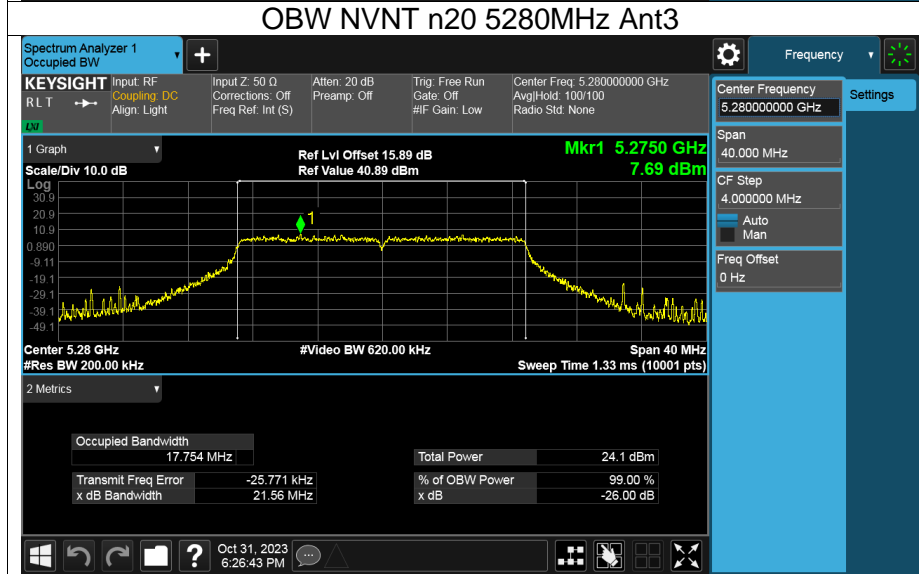 OBW NVNT n20 5280MHz Ant3
Spectrum Analyzer 1
Occupied BW
+
Frequency
KEYSIGHT
R L T
LXI
Input: RF
Coupling: DC
Align: Light
Input Z: 50 Ω
Corrections: Off
Freq Ref: Int (S)
Atten: 20 dB
Preamp: Off
Trig: Free Run
Gate: Off
#IF Gain: Low
Center Freq: 5.280000000 GHz
Avg|Hold: 100/100
Radio Std: None
Center Frequency
5.280000000 GHz
Settings
Span
40.000 MHz
CF Step
4.000000 MHz
Auto
Man
Freq Offset
0 Hz
1 Graph
Scale/Div 10.0 dB
Ref Lvl Offset 15.89 dB
Ref Value 40.89 dBm
Mkr1 5.2750 GHz
7.69 dBm
Log
30.9
20.9
10.9
0.890
-9.11
-19.1
-29.1
-39.1
-49.1
1
Center 5.28 GHz
#Res BW 200.00 kHz
#Video BW 620.00 kHz
Span 40 MHz
Sweep Time 1.33 ms (10001 pts)
2 Metrics
Occupied Bandwidth
17.754 MHz
Transmit Freq Error -25.771 kHz
x dB Bandwidth 21.56 MHz
Total Power 24.1 dBm
% of OBW Power 99.00 %
x dB -26.00 dB
?
Oct 31, 2023
6:26:43 PM